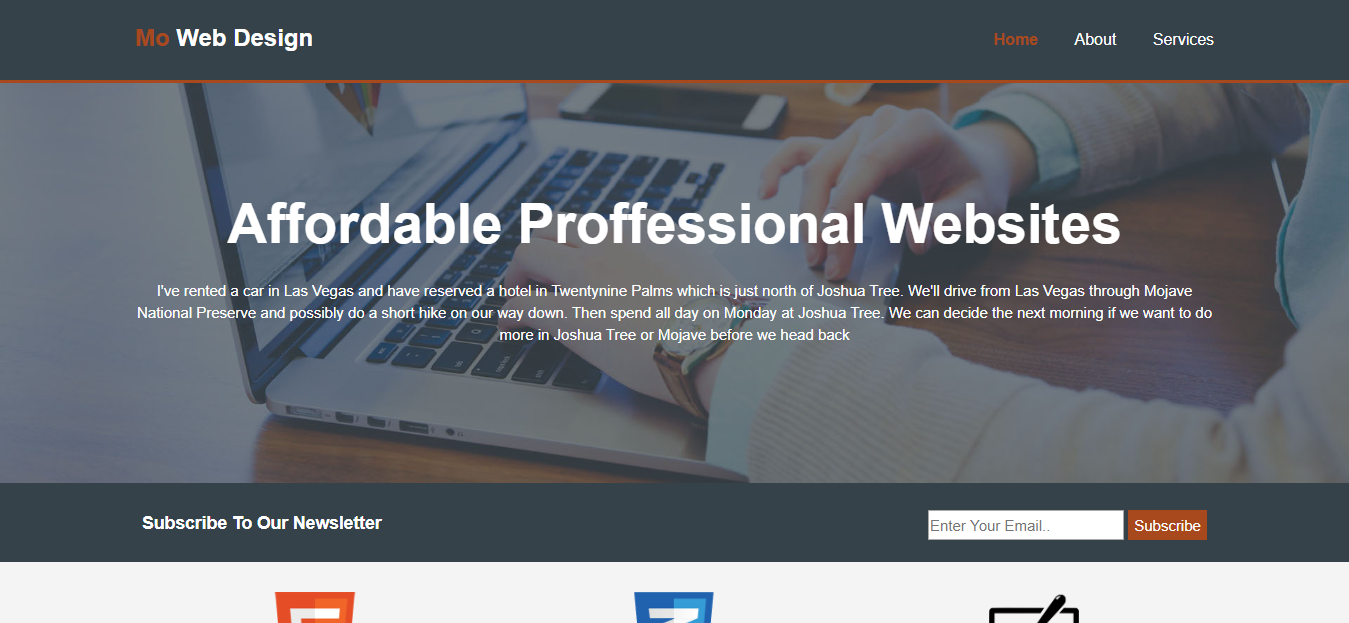 Mo Web Design
Home About Services
Affordable Proffessional Websites
I've rented a car in Las Vegas and have reserved a hotel in Twentynine Palms which is just north of Joshua Tree. We'll drive from Las Vegas through Mojave
National Preserve and possibly do a short hike on our way down. Then spend all day on Monday at Joshua Tree. We can decide the next morning if we want to do
more in Joshua Tree or Mojave before we head back
Subscribe To Our Newsletter
Enter Your Email.. Subscribe